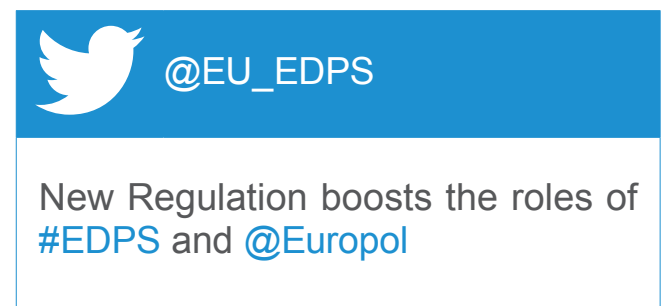 @EU_EDPS
New Regulation boosts the roles of
#EDPS and @Europol